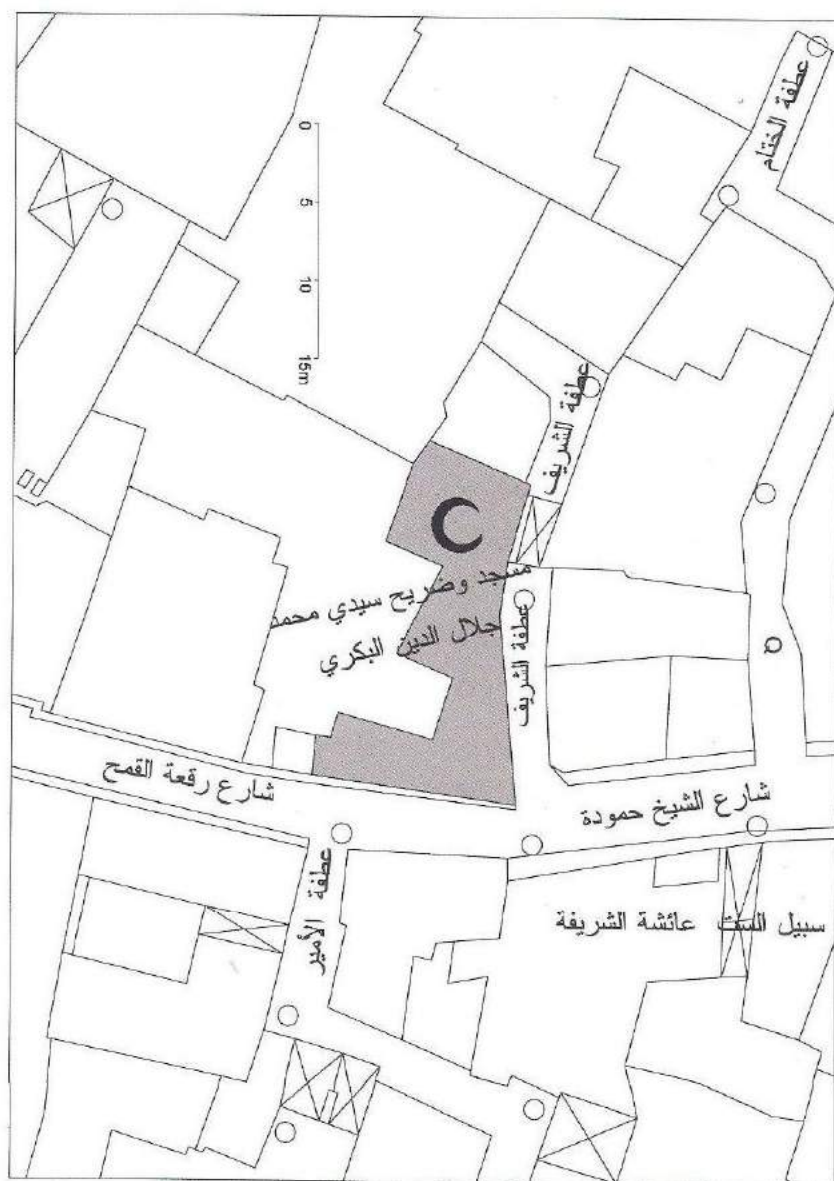 عطفة الختام
0
5
10
15m
عطفة الشريف
مسجد وضريح سيدي محمد
جلال الدين البكري
عطفة الشريف
شارع رقعة القمح
شارع الشيخ حمودة
عطفة الأمير
سبيل الست عائشة الشريفة